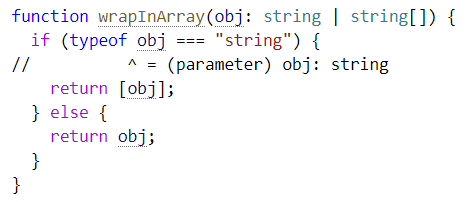 function wrapInArray(obj: string | string[]) {
  if (typeof obj === "string") {
//          ^ = (parameter) obj: string
    return [obj];
  } else {
    return obj;
  }
}